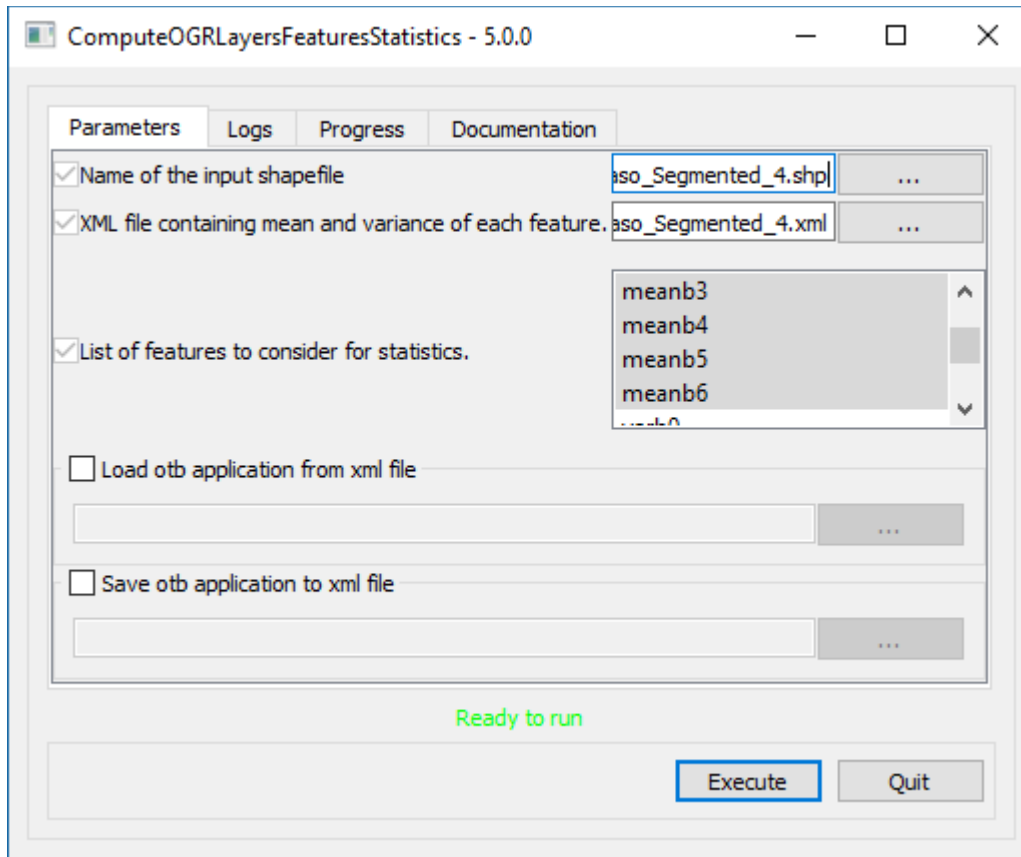 ComputeOGRLayersFeaturesStatistics - 5.0.0
Parameters Logs Progress Documentation
Name of the input shapefile aso_Segmented_4.shp ...
XML file containing mean and variance of each feature. aso_Segmented_4.xml ...
meanb3
meanb4
List of features to consider for statistics.
meanb5
meanb6
Load otb application from xml file
...
Save otb application to xml file
...
Ready to run
Execute Quit